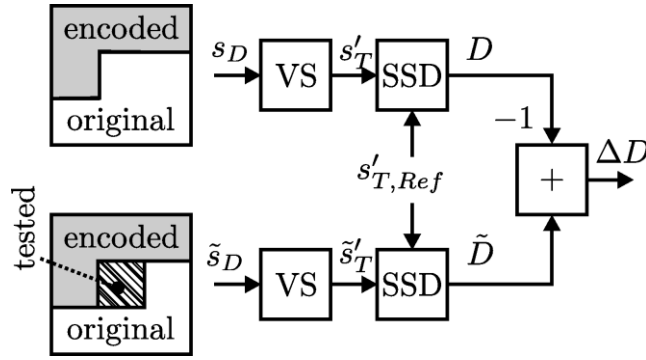 encoded
original
s_D
VS
s'_T
SSD
D
−1
s'_{T,Ref}
+
ΔD
tested
encoded
original
s̃_D
VS
s̃'_T
SSD
D̃